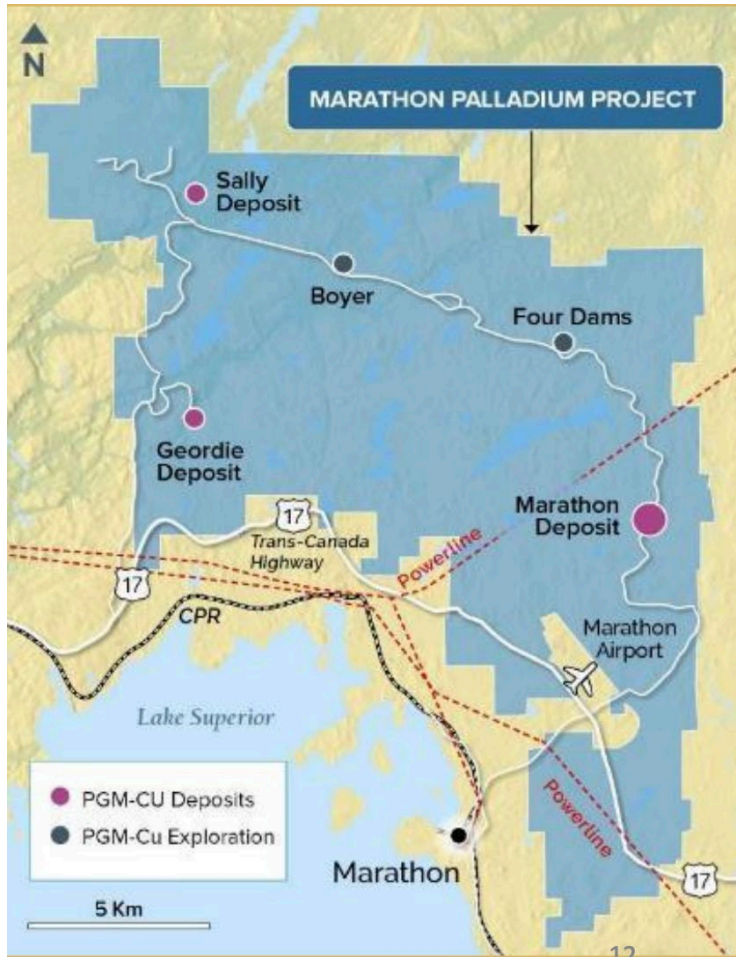 N
MARATHON PALLADIUM PROJECT
Sally
Deposit
Boyer
Four Dams
Geordie
Deposit
Marathon
Deposit
17
Trans-Canada
Highway
Powerline
17
CPR
Marathon
Airport
Lake Superior
PGM-CU Deposits
PGM-Cu Exploration
Powerline
Marathon
17
5 Km
12